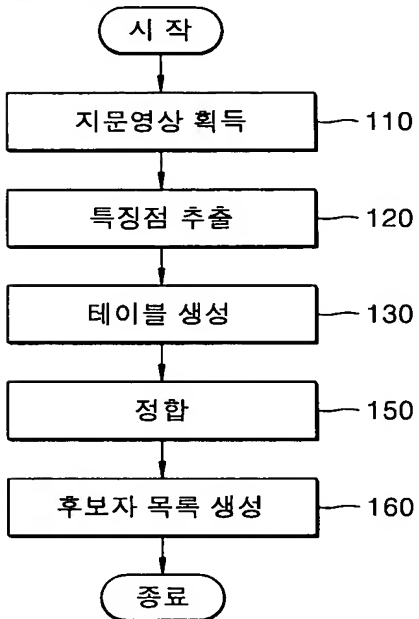 시 작
지문영상 획득 110
특징점 추출 120
테이블 생성 130
정합 150
후보자 목록 생성 160
종료